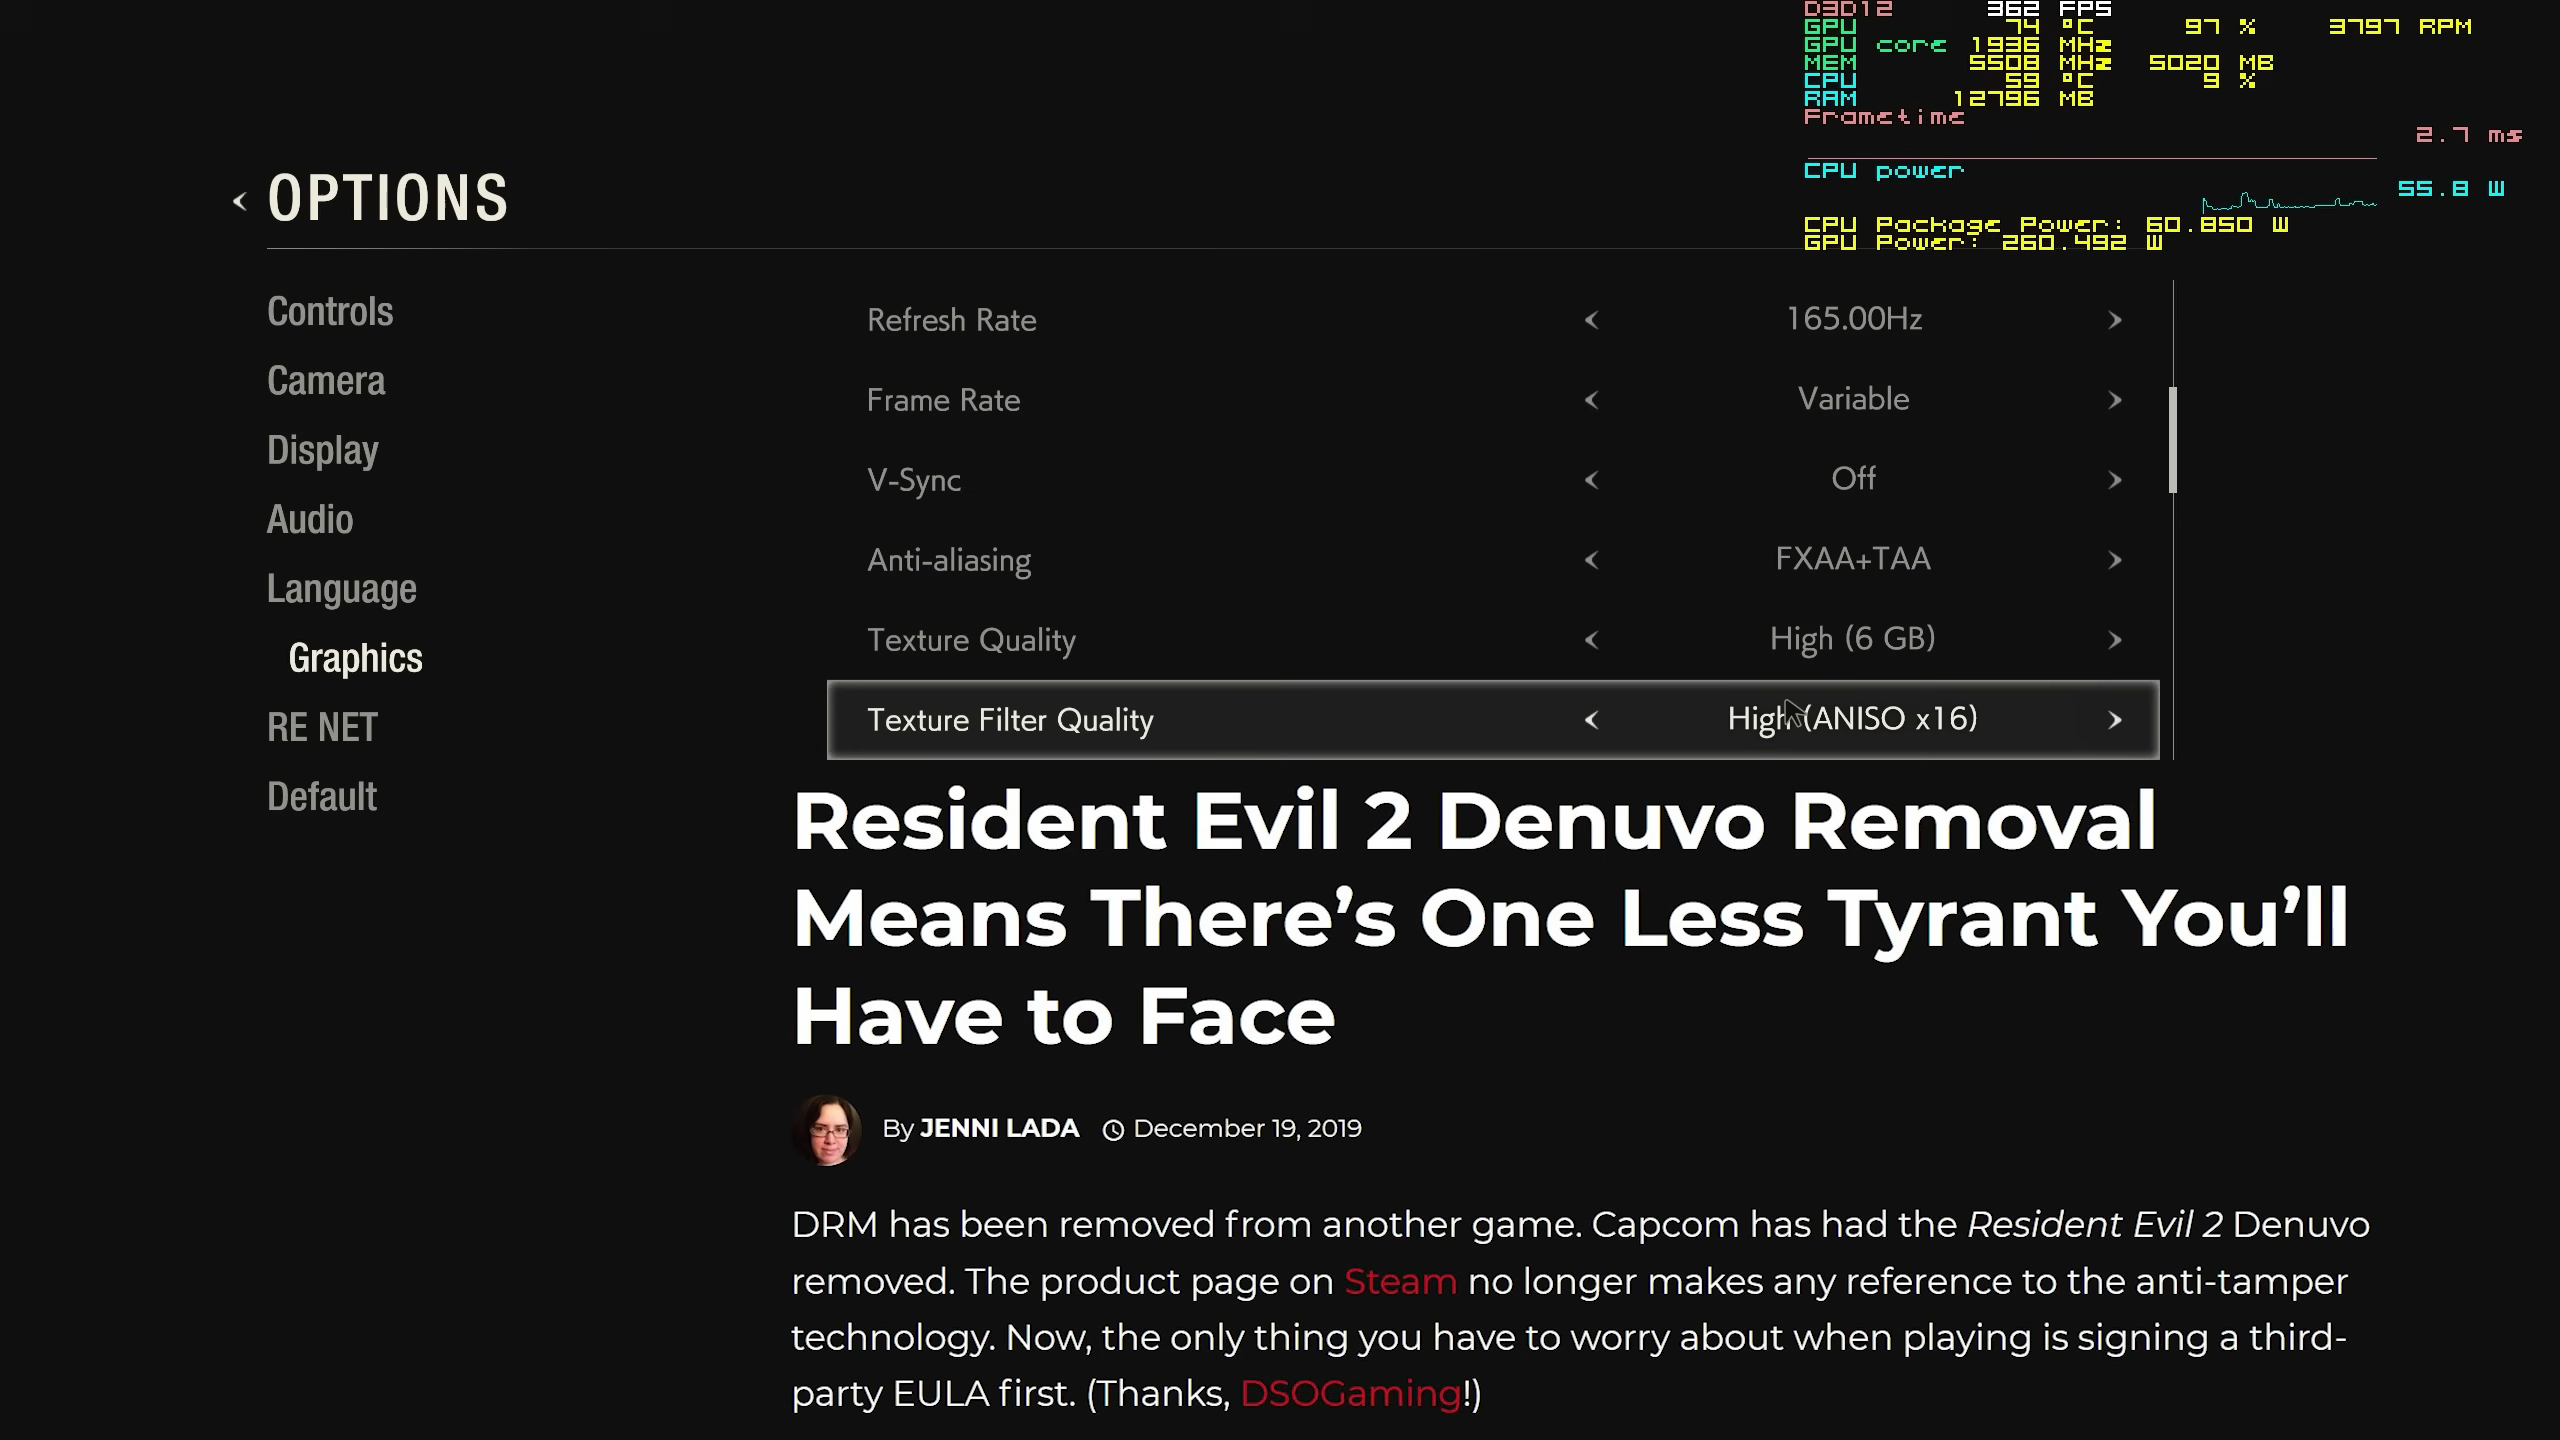 D3D12 362 FPS
GPU 74 °C 97 % 3797 RPM
GPU core 1936 MHz
MEM 5508 MHz 5020 MB
CPU 59 °C 9 %
RAM 12796 MB
Frametime
2.7 ms
CPU power
55.8 W
CPU Package Power: 60.850 W
GPU Power: 260.492 W
< OPTIONS
Controls
Camera
Display
Audio
Language
Graphics
RE NET
Default
Refresh Rate < 165.00Hz >
Frame Rate < Variable >
V-Sync < Off >
Anti-aliasing < FXAA+TAA >
Texture Quality < High (6 GB) >
Texture Filter Quality < High (ANISO x16) >
Resident Evil 2 Denuvo Removal
Means There’s One Less Tyrant You’ll
Have to Face
By JENNI LADA December 19, 2019
DRM has been removed from another game. Capcom has had the Resident Evil 2 Denuvo
removed. The product page on Steam no longer makes any reference to the anti-tamper
technology. Now, the only thing you have to worry about when playing is signing a third-
party EULA first. (Thanks, DSOGaming!)